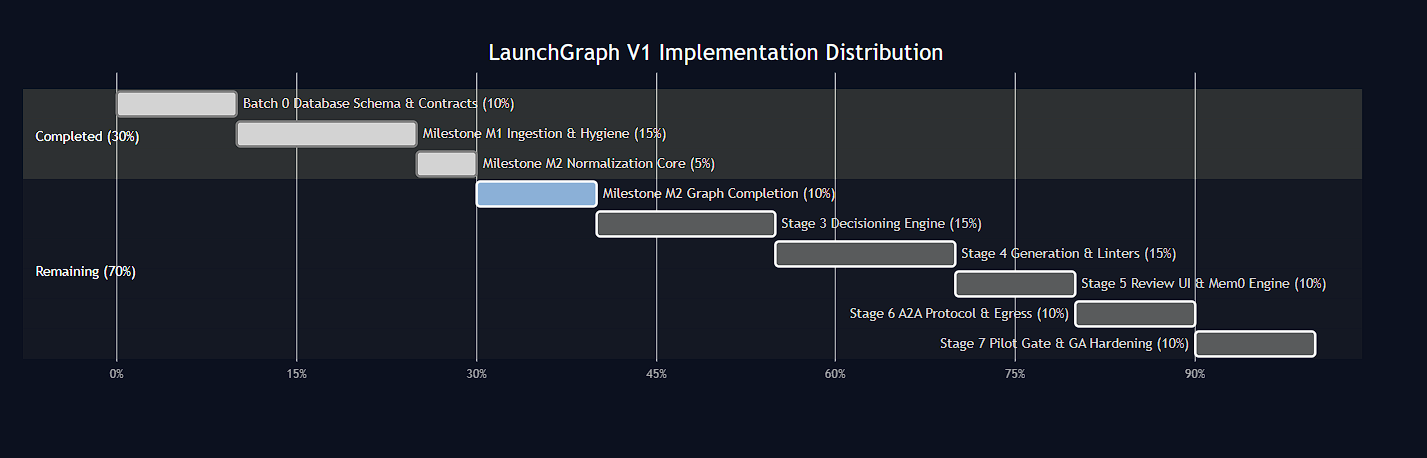 LaunchGraph V1 Implementation Distribution
Completed (30%)
Batch 0 Database Schema & Contracts (10%)
Milestone M1 Ingestion & Hygiene (15%)
Milestone M2 Normalization Core (5%)
Remaining (70%)
Milestone M2 Graph Completion (10%)
Stage 3 Decisioning Engine (15%)
Stage 4 Generation & Linters (15%)
Stage 5 Review UI & Mem0 Engine (10%)
Stage 6 A2A Protocol & Egress (10%)
Stage 7 Pilot Gate & GA Hardening (10%)
0% 15% 30% 45% 60% 75% 90%